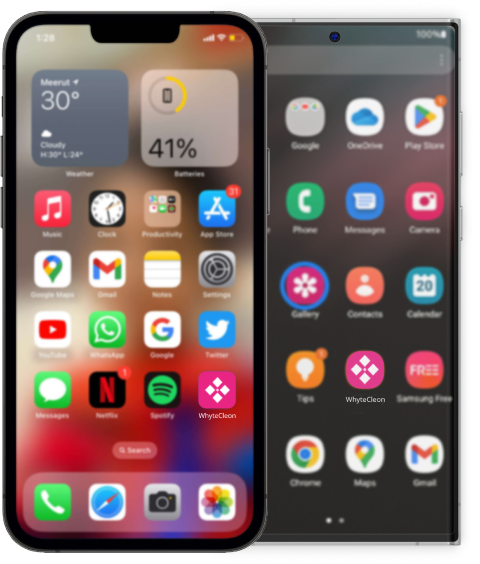 1:28
Meerut
30°
Cloudy
H:30° L:24°
Weather
41%
Batteries
Music
Clock
Productivity
App Store
31
Google Maps
Gmail
Notes
Settings
YouTube
WhatsApp
Google
Twitter
Messages
Netflix
1
Spotify
WhyteCleon
Search
100%
Google
OneDrive
Play Store
1
Phone
Messages
Camera
Gallery
Contacts
20
Calendar
Tips
1
WhyteCleon
FREE
Samsung Free
Chrome
Maps
Gmail